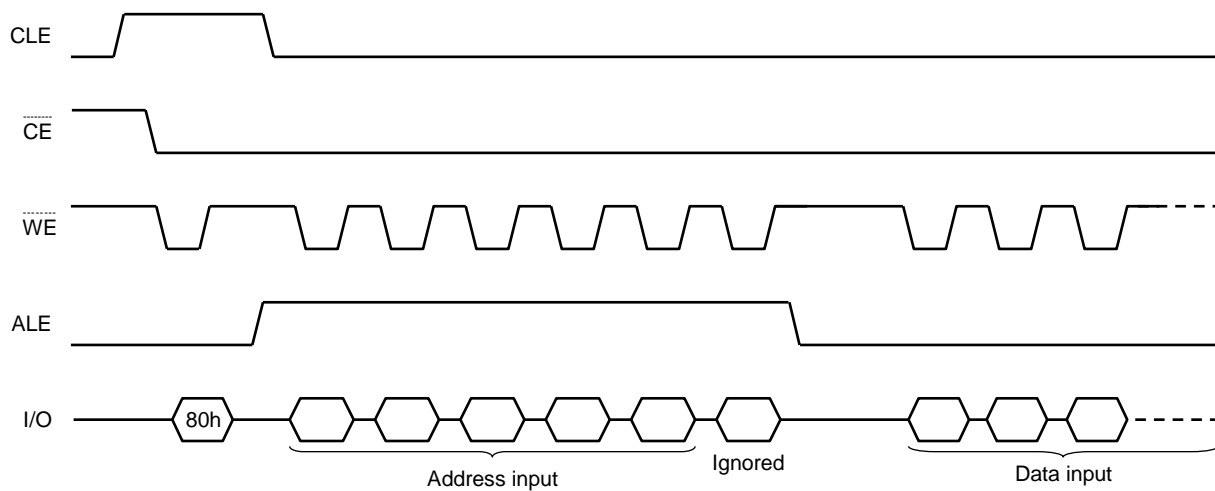 CLE
CE
WE
ALE
I/O
80h
Address input
Ignored
Data input